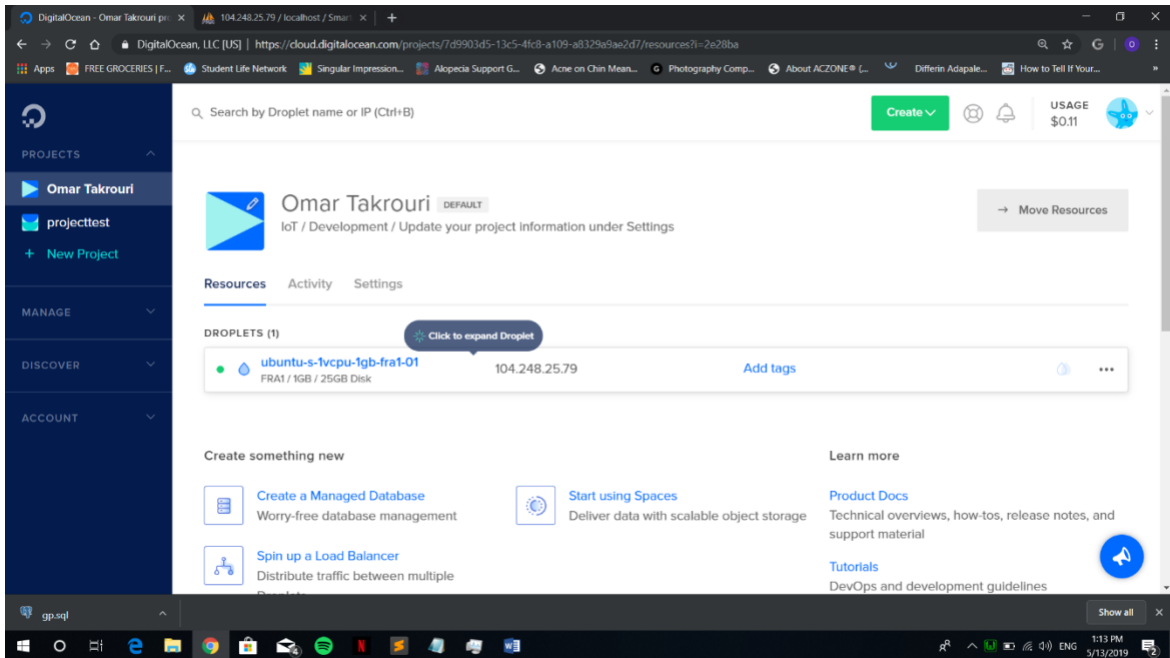 DigitalOcean - Omar Takrouri pro
104.248.25.79 / localhost / Smart
DigitalOcean, LLC [US] | https://cloud.digitalocean.com/projects/7d9903d5-13c5-4fc8-a109-a8329a9ae2d7/resources?i=2e28ba
Apps FREE GROCERIES | F... Student Life Network Singular Impression... Alopecia Support G... Acne on Chin Mean... Photography Comp... About ACZONE® (... Differin Adapale... How to Tell If Your... »
Search by Droplet name or IP (Ctrl+B)
Create
USAGE
$0.11
PROJECTS
Omar Takrouri
projecttest
+ New Project
MANAGE
DISCOVER
ACCOUNT
Omar Takrouri DEFAULT
IoT / Development / Update your project information under Settings
→ Move Resources
Resources Activity Settings
DROPLETS (1)
Click to expand Droplet
ubuntu-s-1vcpu-1gb-fra1-01 104.248.25.79 Add tags
FRA1 / 1GB / 25GB Disk
Create something new
Create a Managed Database
Worry-free database management
Start using Spaces
Deliver data with scalable object storage
Spin up a Load Balancer
Distribute traffic between multiple
Learn more
Product Docs
Technical overviews, how-tos, release notes, and
support material
Tutorials
DevOps and development guidelines
gp.sql
Show all
ENG
1:13 PM
5/13/2019